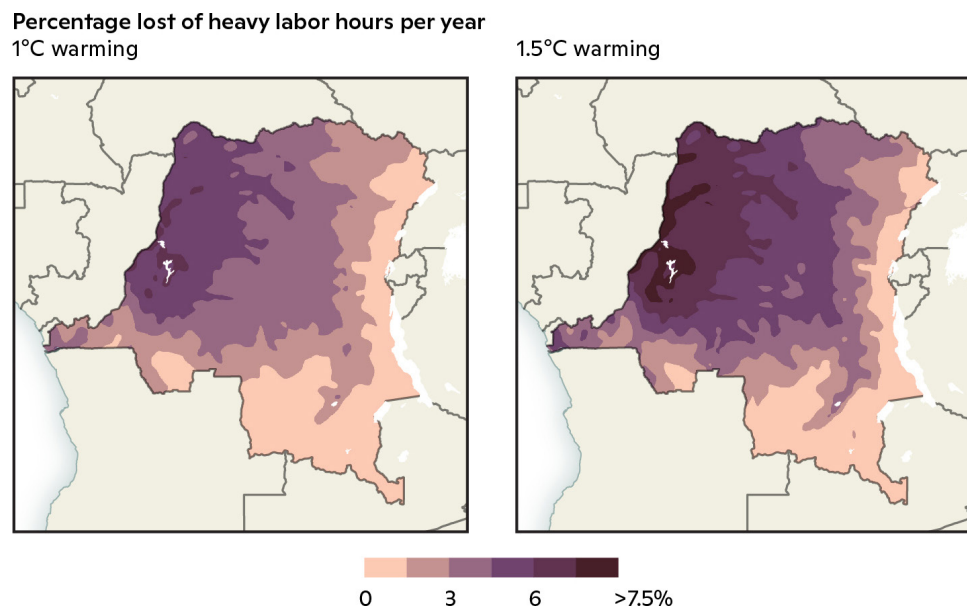 Percentage lost of heavy labor hours per year
1°C warming
1.5°C warming
0 3 6 >7.5%